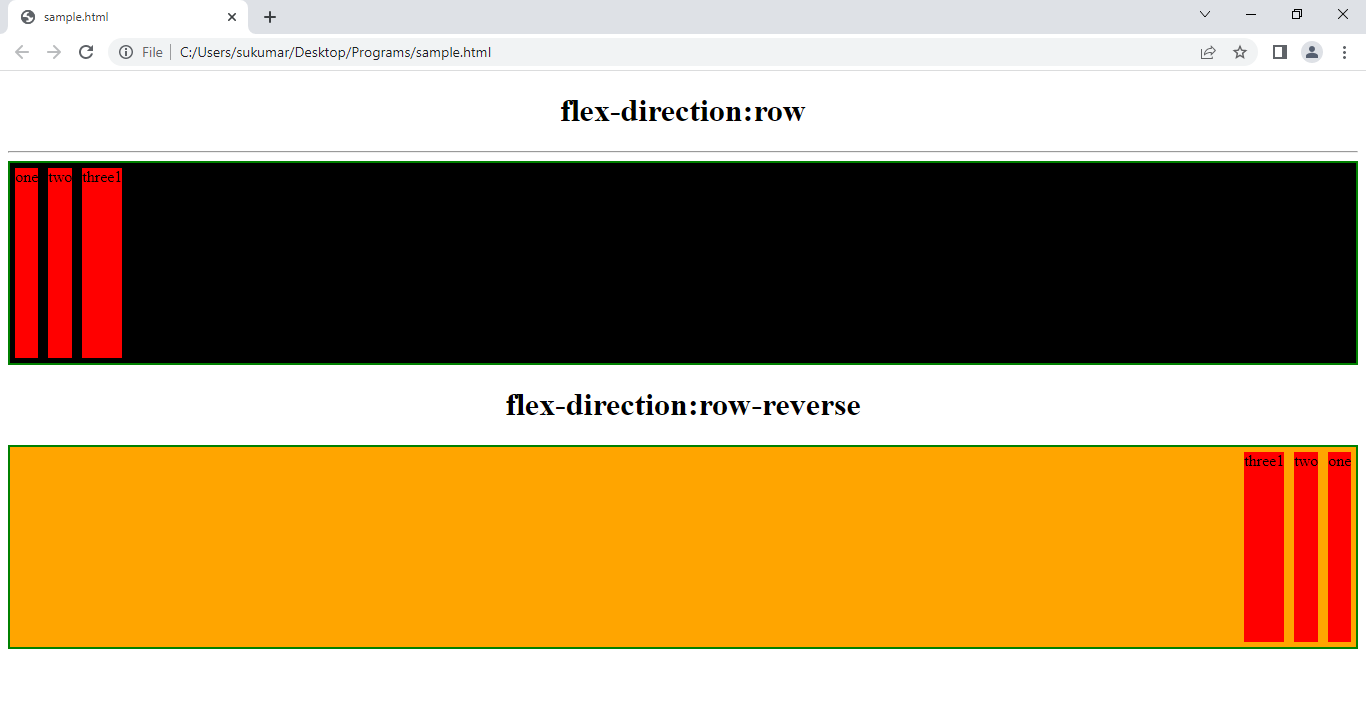 sample.html
File C:/Users/sukumar/Desktop/Programs/sample.html
flex-direction:row
one two three1
flex-direction:row-reverse
three1 two one